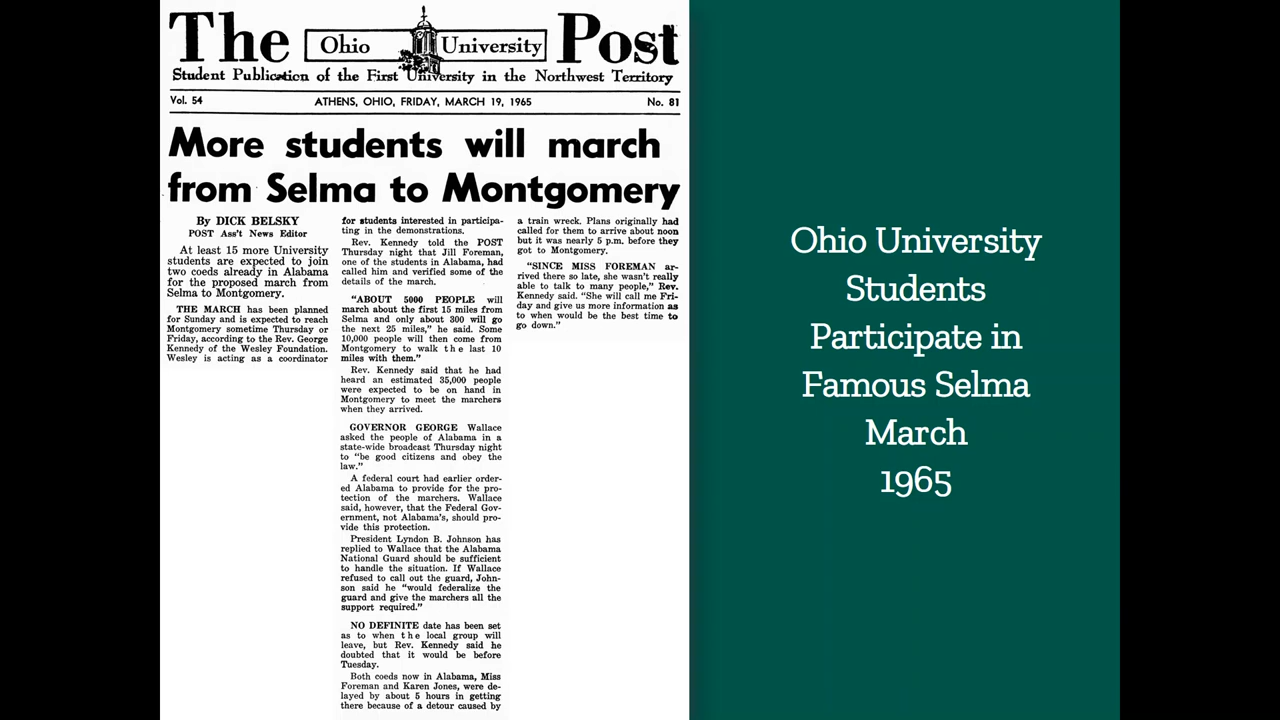 The Ohio University Post
Student Publication of the First University in the Northwest Territory
Vol. 54 ATHENS, OHIO, FRIDAY, MARCH 19, 1965 No. 81
More students will march
from Selma to Montgomery
By DICK BELSKY
POST Ass't News Editor
At least 15 more University
students are expected to join
two coeds already in Alabama
for the proposed march from
Selma to Montgomery.
THE MARCH has been planned
for Sunday and is expected to reach
Montgomery sometime Thursday or
Friday, according to the Rev. George
Kennedy of the Wesley Foundation.
Wesley is acting as a coordinator
for students interested in participa-
ting in the demonstrations.
Rev. Kennedy told the POST
Thursday night that Jill Foreman,
one of the students in Alabama, had
called him and verified some of the
details of the march.
"ABOUT 5000 PEOPLE will
march about the first 15 miles from
Selma and only about 300 will go
the next 25 miles," he said. Some
10,000 people will then come from
Montgomery to walk the last 10
miles with them."
Rev. Kennedy said that he had
heard an estimated 35,000 people
were expected to be on hand in
Montgomery to meet the marchers
when they arrived.
GOVERNOR GEORGE Wallace
asked the people of Alabama in a
state-wide broadcast Thursday night
to "be good citizens and obey the
law."
A federal court had earlier order-
ed Alabama to provide for the pro-
tection of the marchers. Wallace
said, however, that the Federal Gov-
ernment, not Alabama's, should pro-
vide this protection.
President Lyndon B. Johnson has
replied to Wallace that the Alabama
National Guard should be sufficient
to handle the situation. If Wallace
refused to call out the guard, John-
son said he "would federalize the
guard and give the marchers all the
support required."
NO DEFINITE date has been set
as to when the local group will
leave, but Rev. Kennedy said he
doubted that it would be before
Tuesday.
Both coeds now in Alabama, Miss
Foreman and Karen Jones, were de-
layed by about 5 hours in getting
there because of a detour caused by
a train wreck. Plans originally had
called for them to arrive about noon
but it was nearly 5 p.m. before they
got to Montgomery.
"SINCE MISS FOREMAN ar-
rived there so late, she wasn't really
able to talk to many people," Rev.
Kennedy said. "She will call me Fri-
day and give us more information as
to when would be the best time to
go down."
Ohio University
Students
Participate in
Famous Selma
March
1965